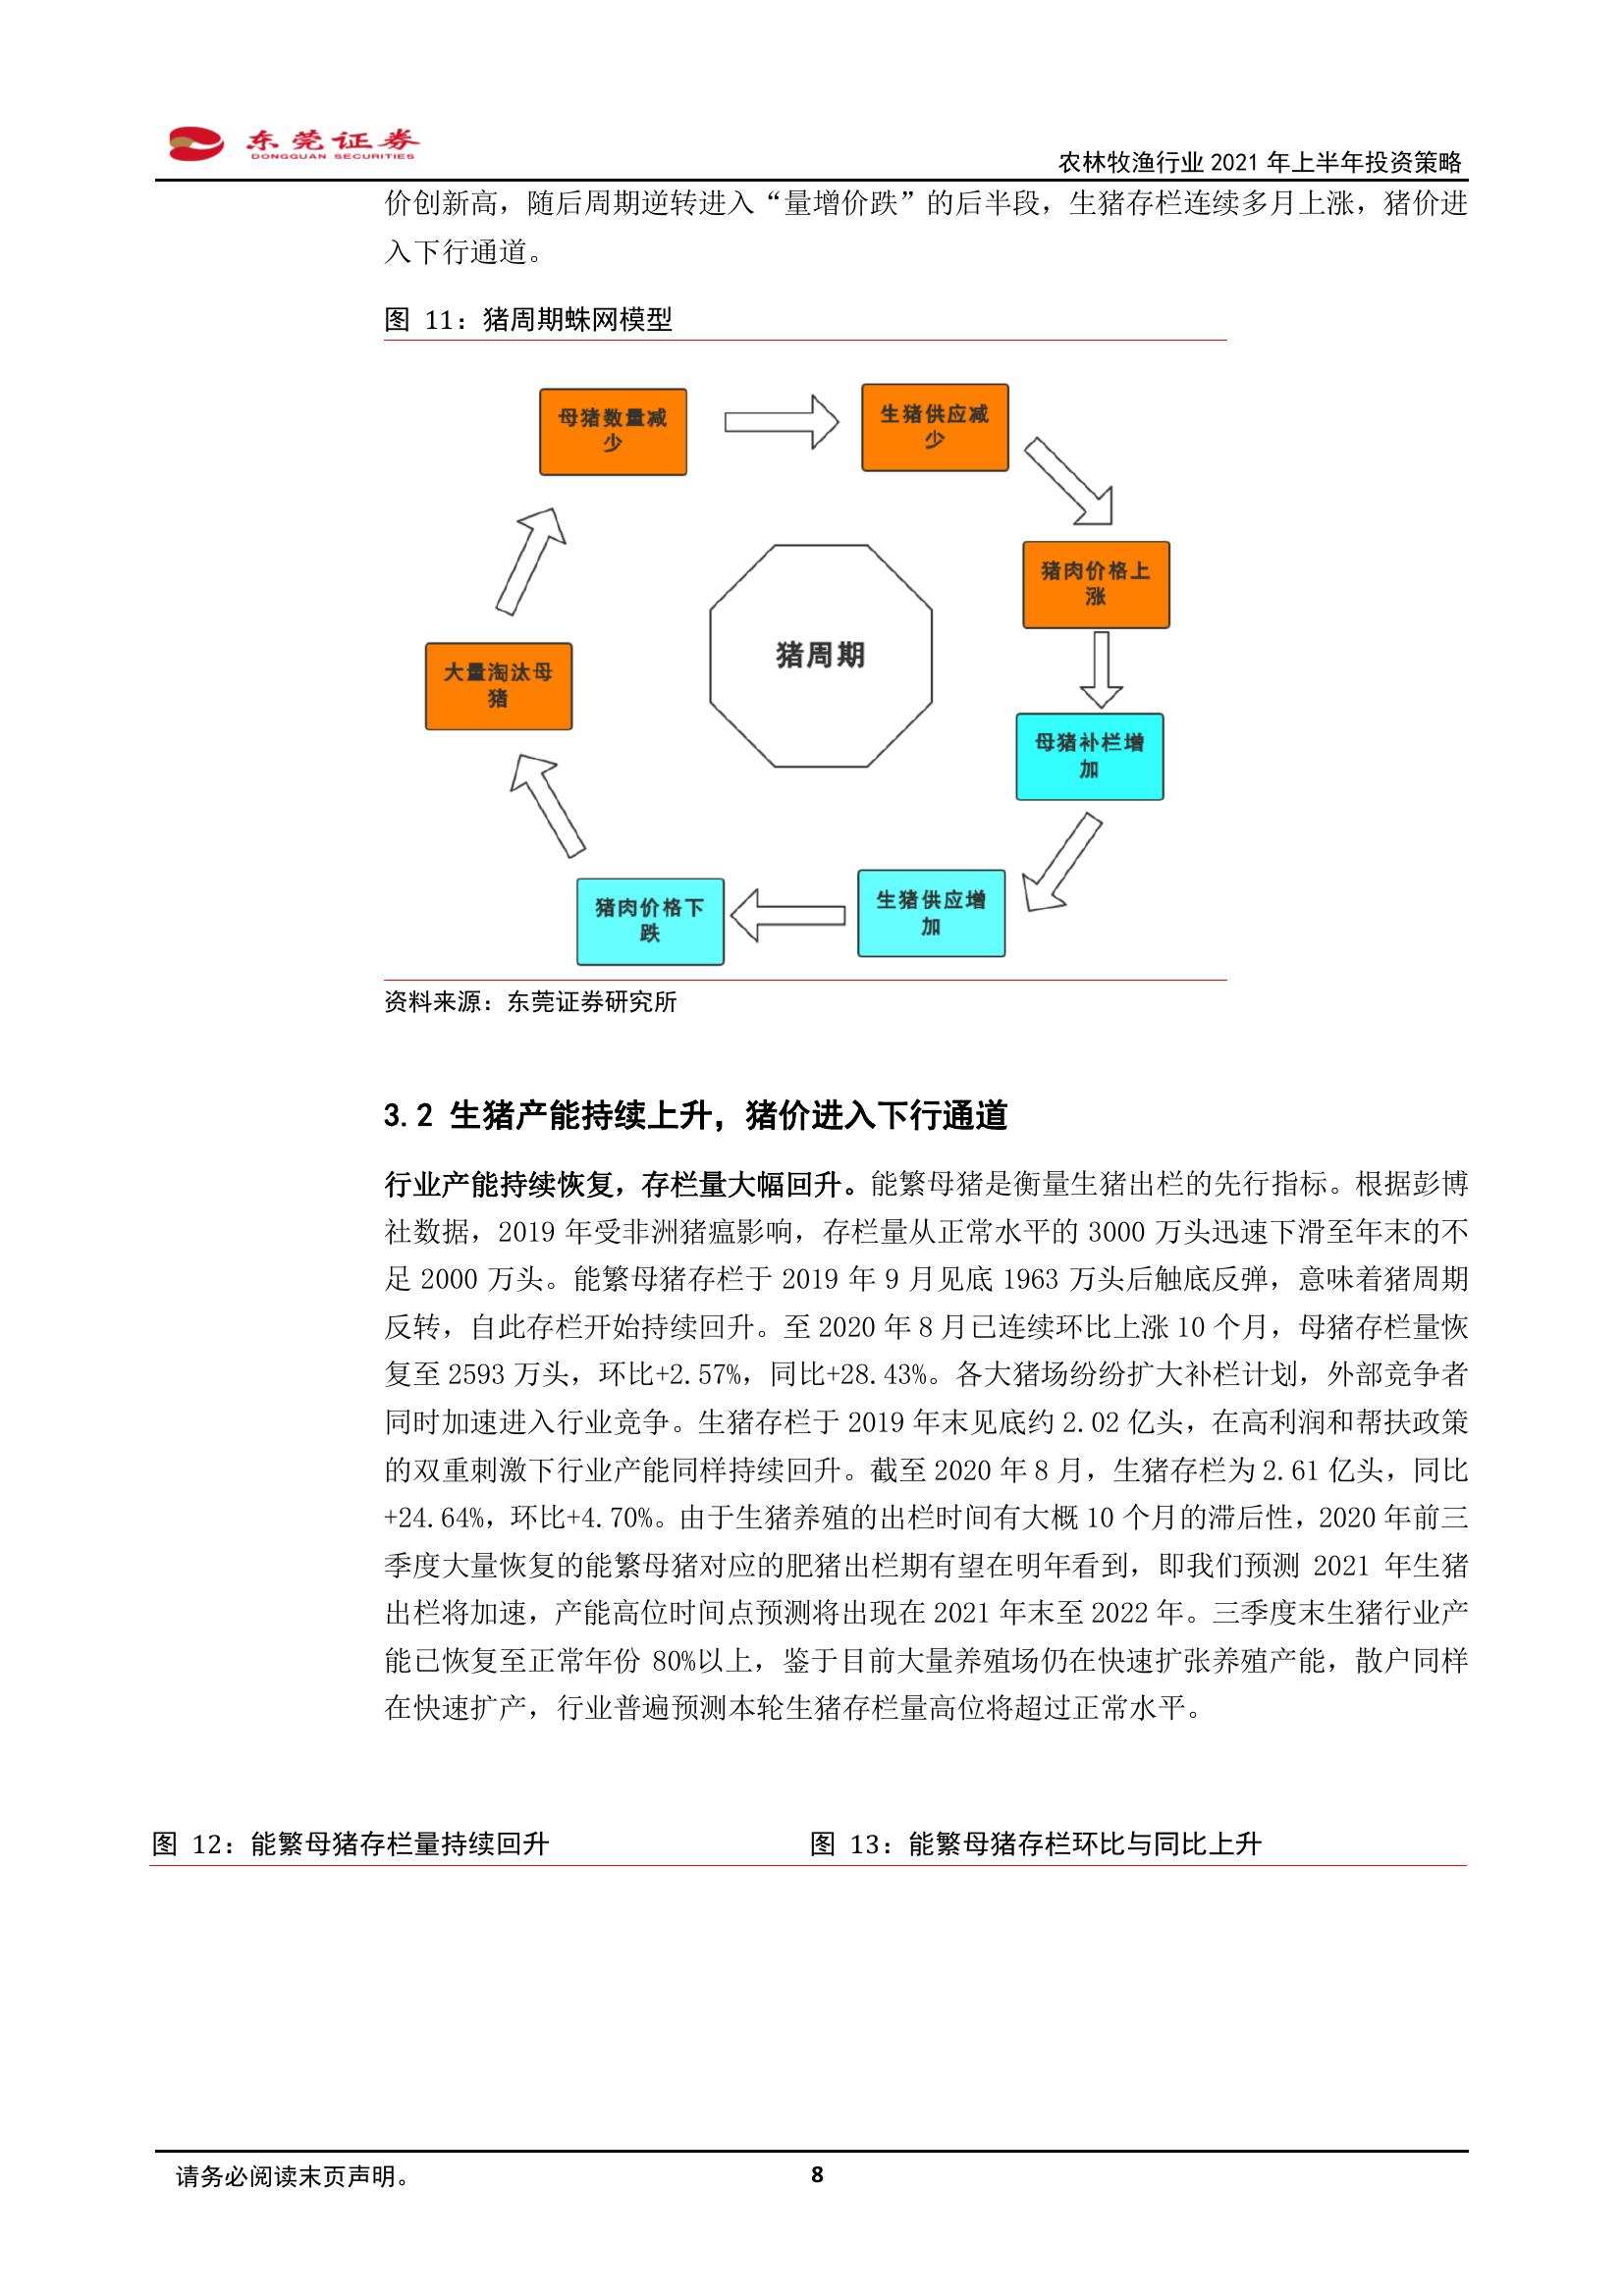 东莞证券
DONGGUAN SECURITIES
农林牧渔行业 2021 年上半年投资策略
价创新高，随后周期逆转进入“量增价跌”的后半段，生猪存栏连续多月上涨，猪价进
入下行通道。
图 11：猪周期蛛网模型
母猪数量减
少
生猪供应减
少
猪肉价格上
涨
母猪补栏增
加
生猪供应增
加
猪肉价格下
跌
大量淘汰母
猪
猪周期
资料来源：东莞证券研究所
3.2 生猪产能持续上升，猪价进入下行通道
行业产能持续恢复，存栏量大幅回升。能繁母猪是衡量生猪出栏的先行指标。根据彭博
社数据，2019 年受非洲猪瘟影响，存栏量从正常水平的 3000 万头迅速下滑至年末的不
足 2000 万头。能繁母猪存栏于 2019 年 9 月见底 1963 万头后触底反弹，意味着猪周期
反转，自此存栏开始持续回升。至 2020 年 8 月已连续环比上涨 10 个月，母猪存栏量恢
复至 2593 万头，环比+2.57%，同比+28.43%。各大猪场纷纷扩大补栏计划，外部竞争者
同时加速进入行业竞争。生猪存栏于 2019 年末见底约 2.02 亿头，在高利润和帮扶政策
的双重刺激下行业产能同样持续回升。截至 2020 年 8 月，生猪存栏为 2.61 亿头，同比
+24.64%，环比+4.70%。由于生猪养殖的出栏时间有大概 10 个月的滞后性，2020 年前三
季度大量恢复的能繁母猪对应的肥猪出栏期有望在明年看到，即我们预测 2021 年生猪
出栏将加速，产能高位时间点预测将出现在 2021 年末至 2022 年。三季度末生猪行业产
能已恢复至正常年份 80%以上，鉴于目前大量养殖场仍在快速扩张养殖产能，散户同样
在快速扩产，行业普遍预测本轮生猪存栏量高位将超过正常水平。
图 12：能繁母猪存栏量持续回升
图 13：能繁母猪存栏环比与同比上升
请务必阅读末页声明。
8